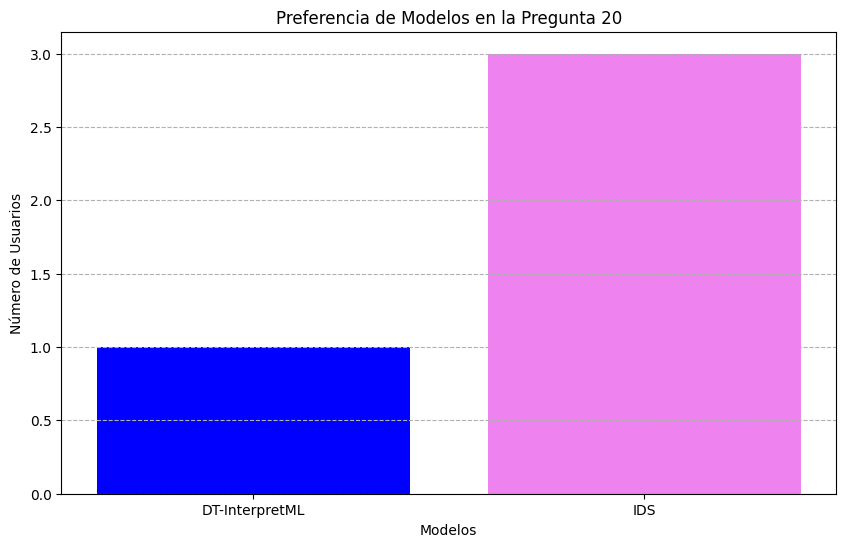 Preferencia de Modelos en la Pregunta 20
3.0
2.5
2.0
1.5
1.0
0.5
0.0
Número de Usuarios
DT-InterpretML
IDS
Modelos